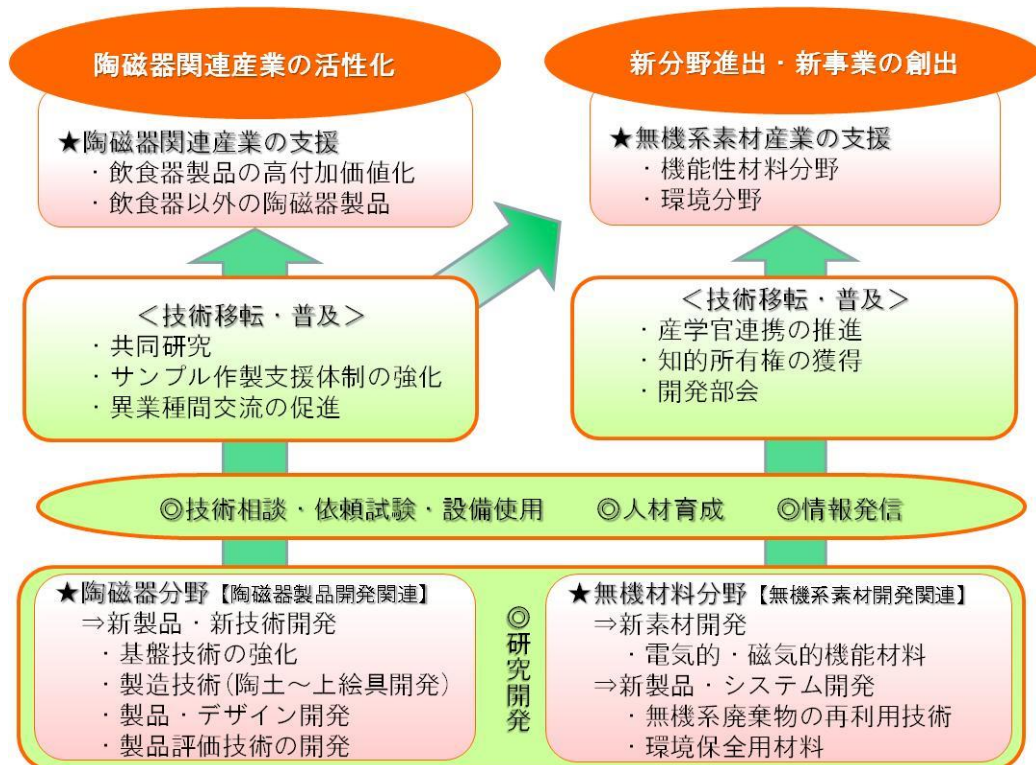 陶磁器関連産業の活性化
★陶磁器関連産業の支援
・飲食器製品の高付加価値化
・飲食器以外の陶磁器製品
新分野進出・新事業の創出
★無機系素材産業の支援
・機能性材料分野
・環境分野
＜技術移転・普及＞
・共同研究
・サンプル作製支援体制の強化
・異業種間交流の促進
＜技術移転・普及＞
・産学官連携の推進
・知的所有権の獲得
・開発部会
◎技術相談・依頼試験・設備使用　◎人材育成　◎情報発信
★陶磁器分野【陶磁器製品開発関連】
⇒新製品・新技術開発
・基盤技術の強化
・製造技術(陶土～上絵具開発)
・製品・デザイン開発
・製品評価技術の開発
◎研究開発
★無機材料分野【無機系素材開発関連】
⇒新素材開発
・電気的・磁気的機能材料
⇒新製品・システム開発
・無機系廃棄物の再利用技術
・環境保全用材料